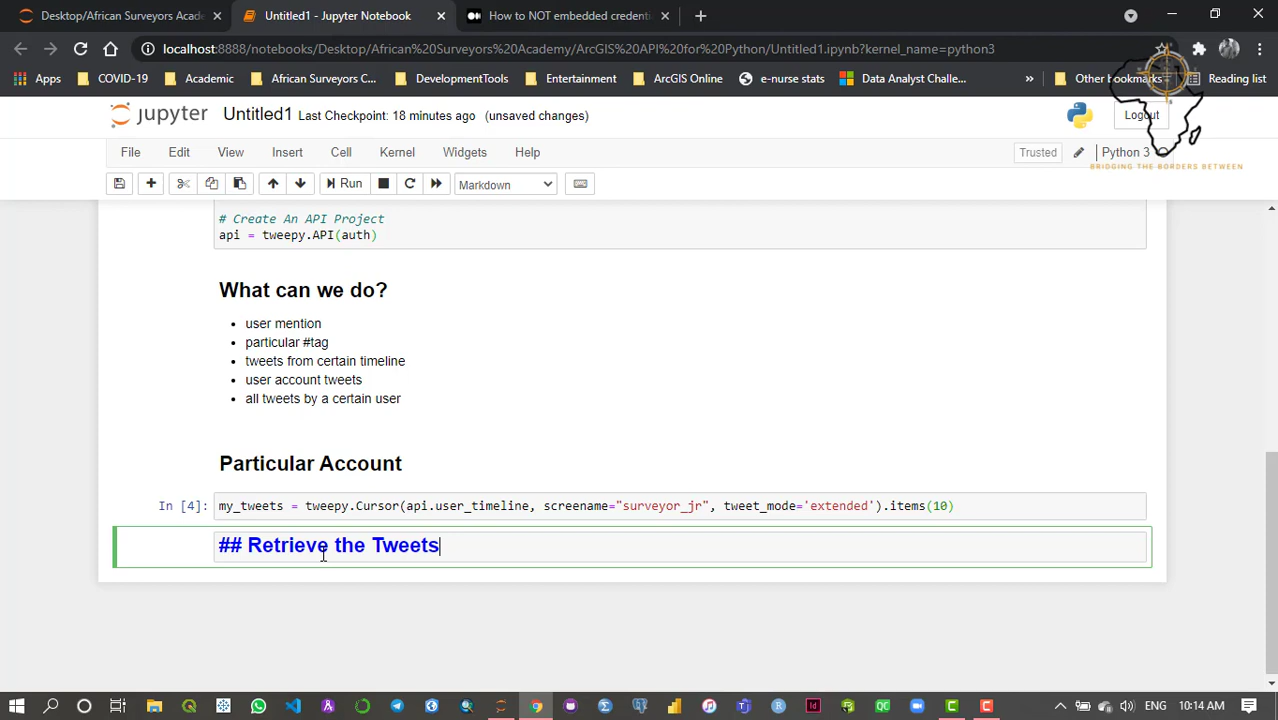 Desktop/African Surveyors Acade
Untitled1 - Jupyter Notebook
How to NOT embedded credenti
localhost:8888/notebooks/Desktop/African%20Surveyors%20Academy/ArcGIS%20API%20for%20Python/Untitled1.ipynb?kernel_name=python3
Apps
COVID-19
Academic
African Surveyors C...
DevelopmentTools
Entertainment
ArcGIS Online
e-nurse stats
Data Analyst Challe...
»
Other bookmarks
Reading list
jupyter Untitled1 Last Checkpoint: 18 minutes ago (unsaved changes)
Logout
File Edit View Insert Cell Kernel Widgets Help
Trusted
Python 3
BRIDGING THE BORDERS BETWEEN
Run
Markdown
# Create An API Project
api = tweepy.API(auth)
What can we do?
• user mention
• particular #tag
• tweets from certain timeline
• user account tweets
• all tweets by a certain user
Particular Account
In [4]: my_tweets = tweepy.Cursor(api.user_timeline, screename="surveyor_jr", tweet_mode='extended').items(10)
## Retrieve the Tweets
ENG 10:14 AM